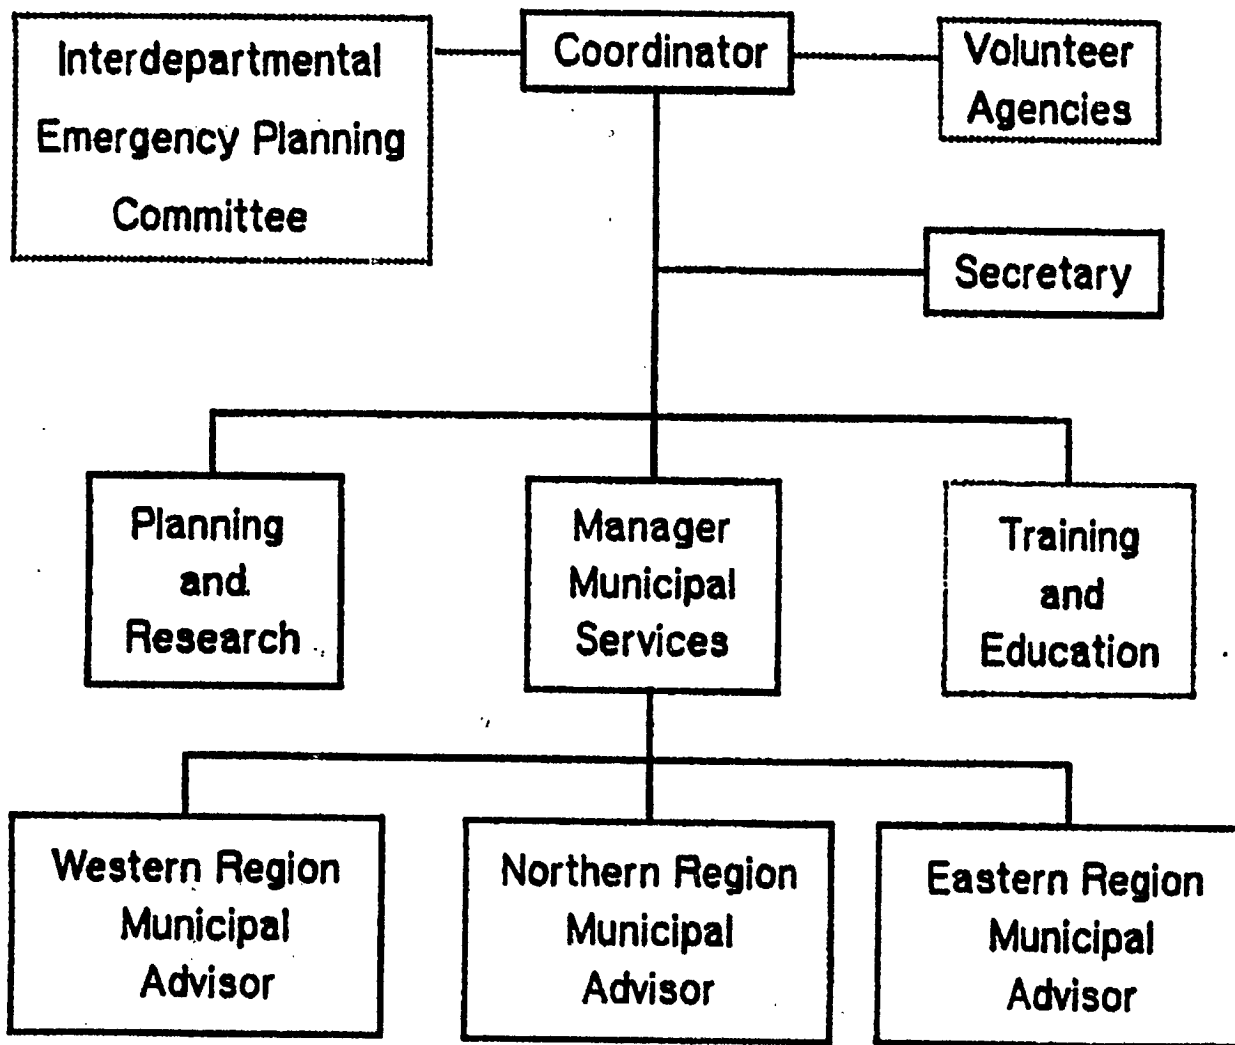 Interdepartmental
Emergency Planning
Committee
Coordinator
Volunteer
Agencies
Secretary
Planning
and
Research
Manager
Municipal
Services
Training
and
Education
Western Region
Municipal
Advisor
Northern Region
Municipal
Advisor
Eastern Region
Municipal
Advisor